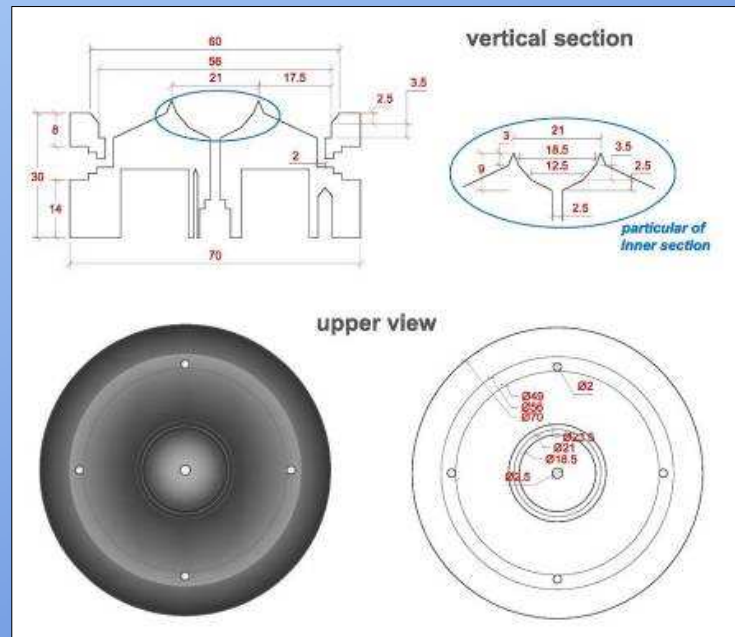 vertical section
60
56
21
17.5
3.5
2.5
8
2
30
14
70
3
21
18.5
3.5
12.5
2.5
9
2.5
particular of
inner section
upper view
Ø2
Ø49
Ø56
Ø70
Ø23.5
Ø21
Ø18.5
Ø2.5